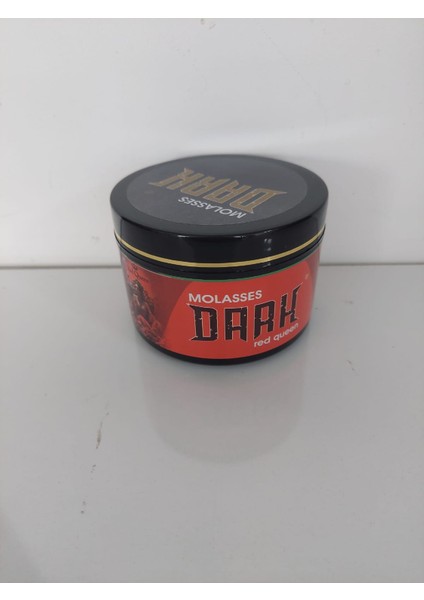 MOLASSES
DARK
MOLASSES
DARK
red queen